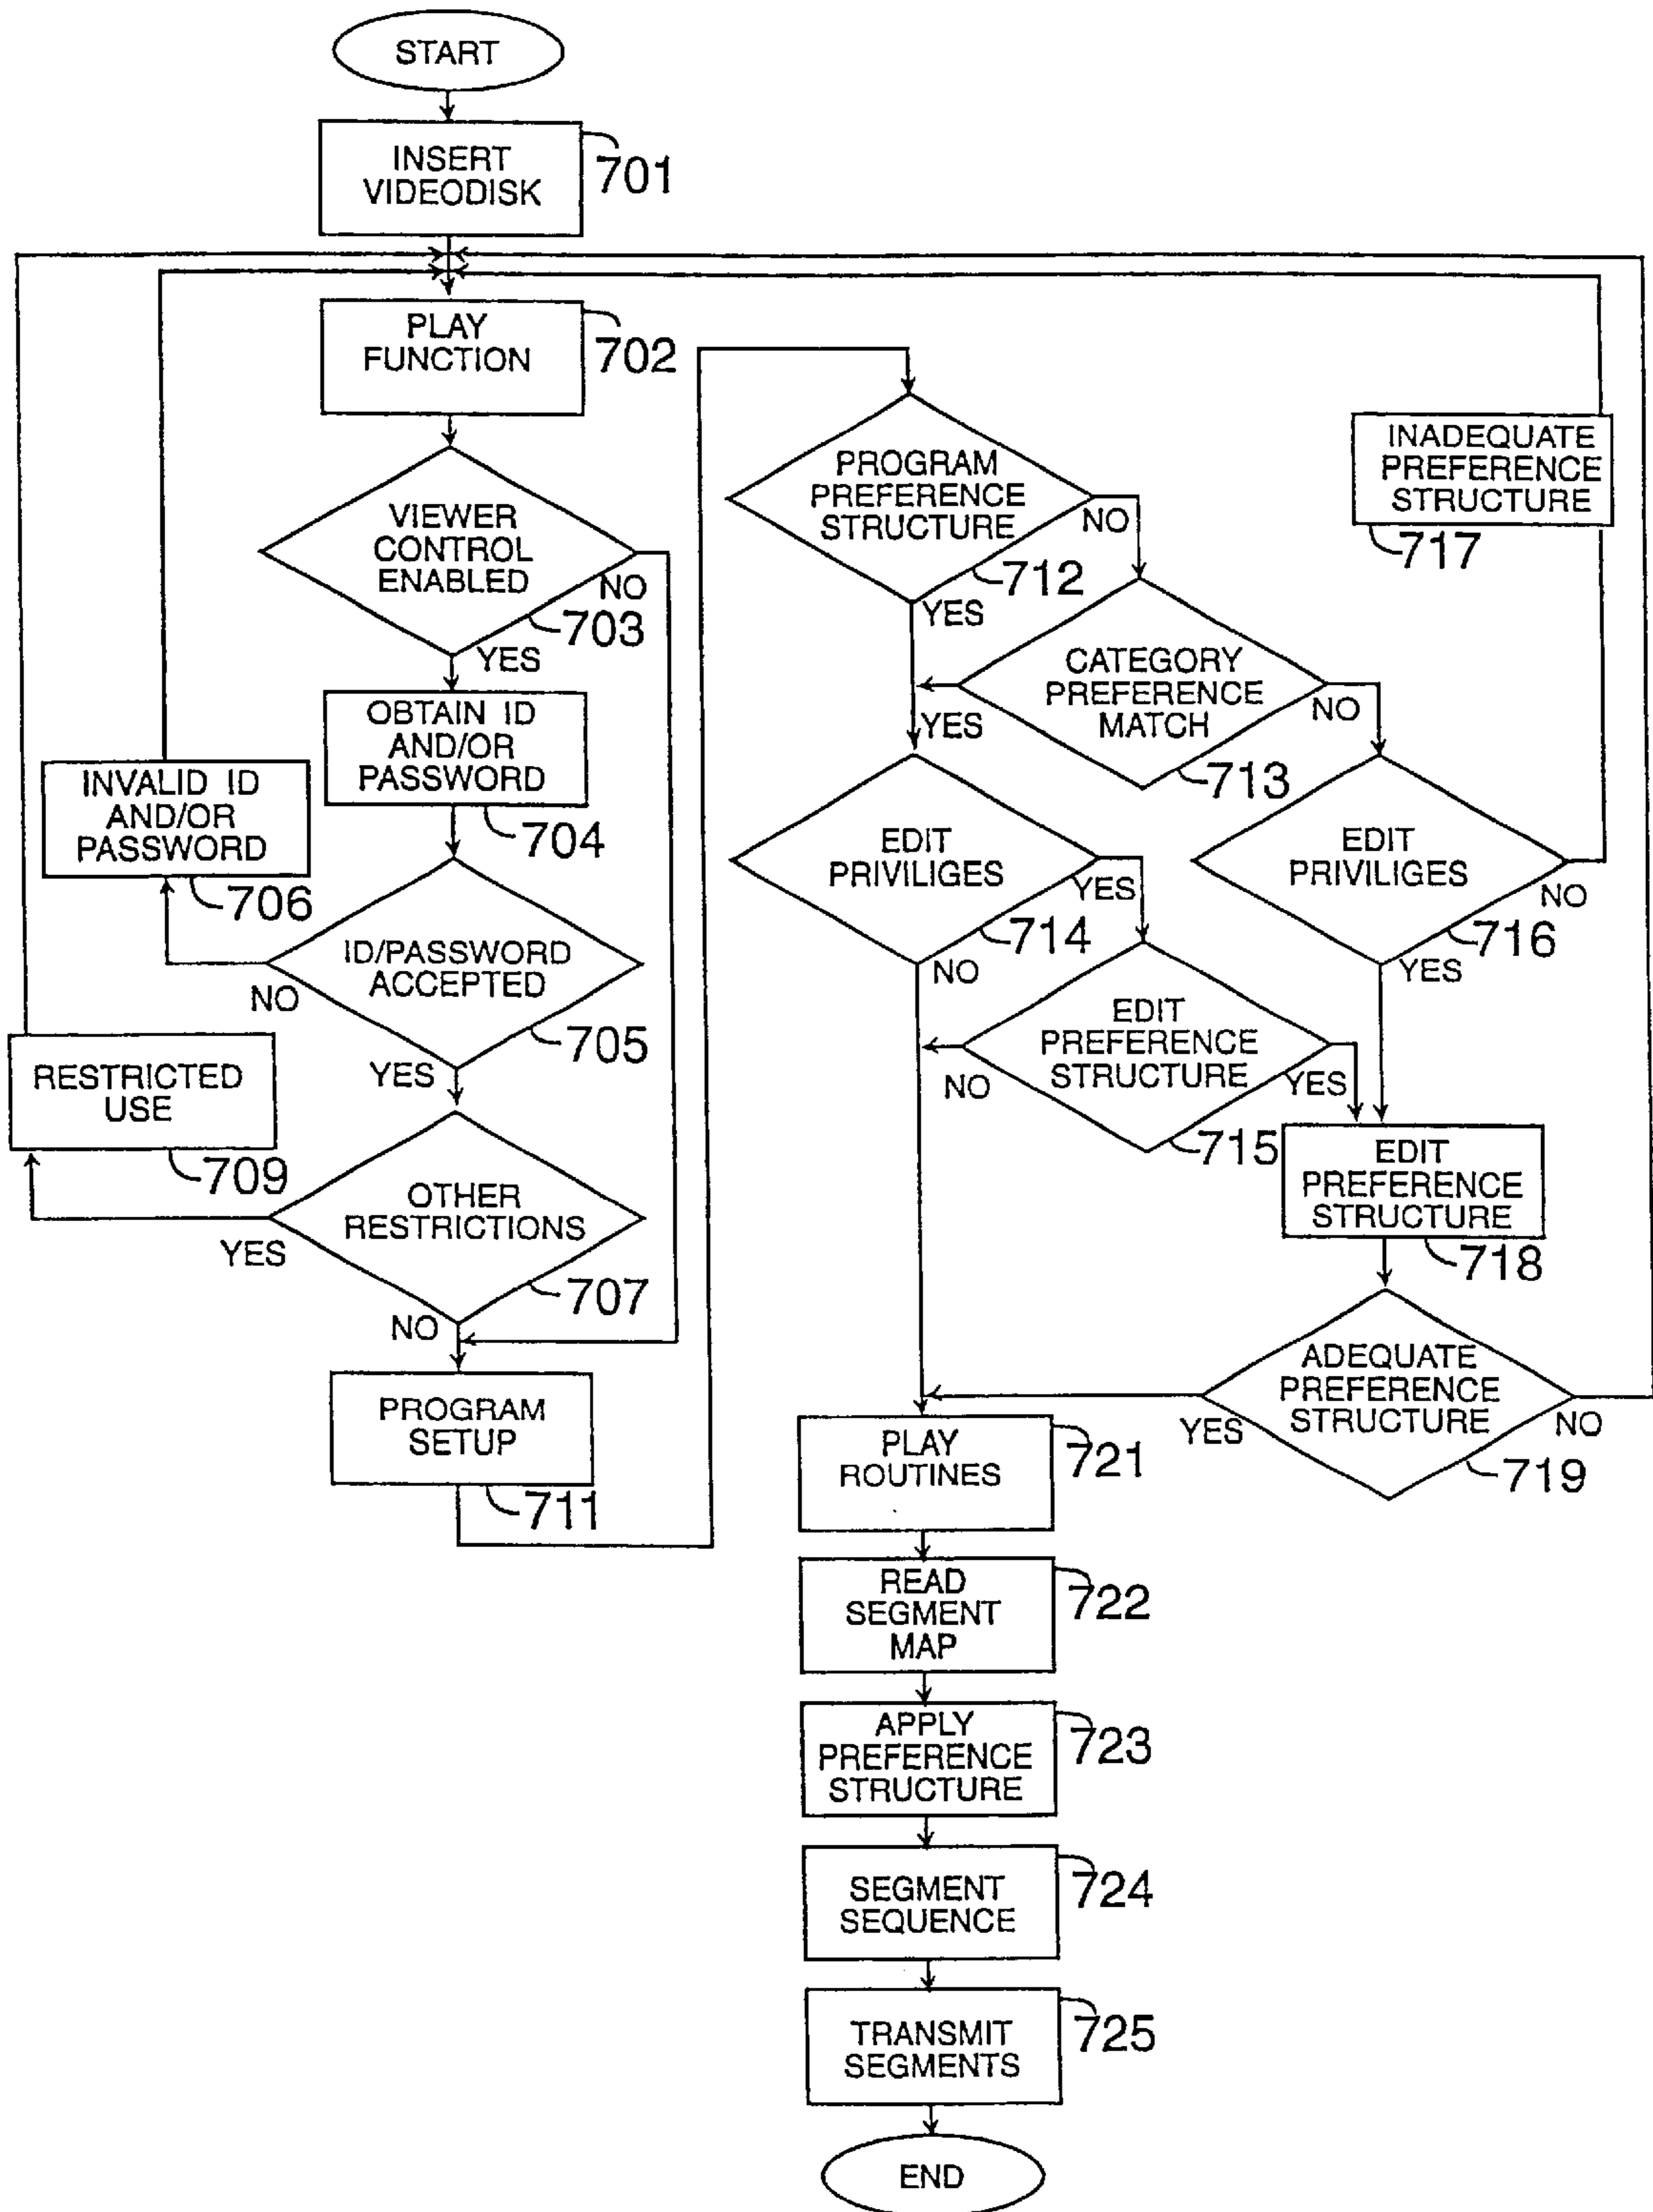 START
INSERT
VIDEODISK
701
PLAY
FUNCTION
702
VIEWER
CONTROL
ENABLED
NO
703
YES
OBTAIN ID
AND/OR
PASSWORD
704
INVALID ID
AND/OR
PASSWORD
706
ID/PASSWORD
ACCEPTED
NO
705
YES
RESTRICTED
USE
709
OTHER
RESTRICTIONS
YES
707
NO
PROGRAM
SETUP
711
PROGRAM
PREFERENCE
STRUCTURE
NO
712
YES
CATEGORY
PREFERENCE
MATCH
NO
YES
713
INADEQUATE
PREFERENCE
STRUCTURE
717
EDIT
PRIVILIGES
YES
714
NO
EDIT
PRIVILIGES
NO
716
YES
EDIT
PREFERENCE
STRUCTURE
NO
YES
715
EDIT
PREFERENCE
STRUCTURE
718
ADEQUATE
PREFERENCE
STRUCTURE
YES
NO
719
PLAY
ROUTINES
721
READ
SEGMENT
MAP
722
APPLY
PREFERENCE
STRUCTURE
723
SEGMENT
SEQUENCE
724
TRANSMIT
SEGMENTS
725
END